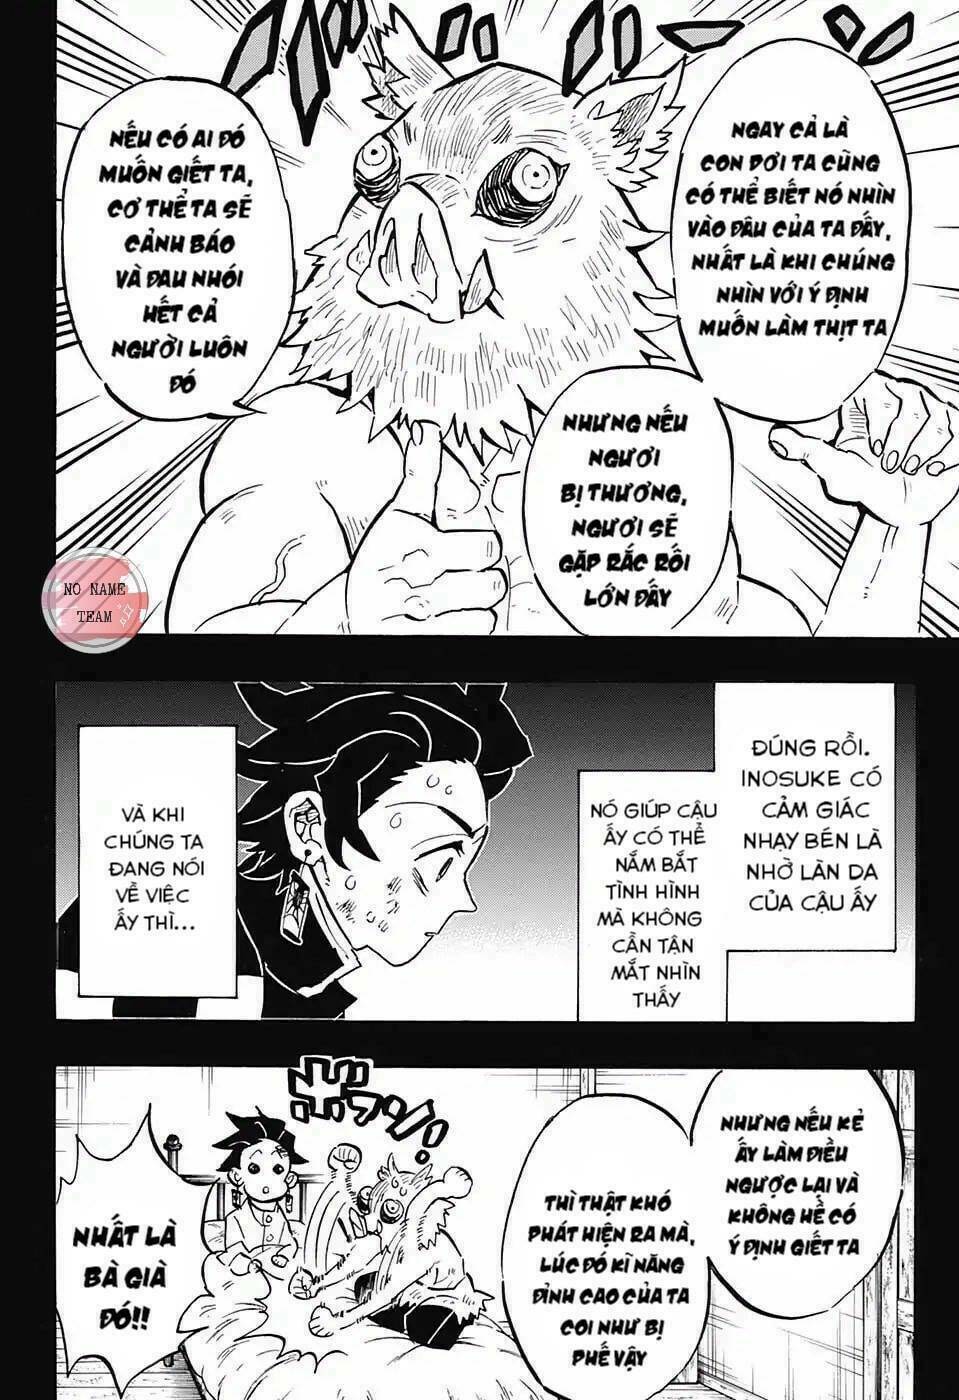 NGAY CẢ LÀ
CON DƠI TA CŨNG
CÓ THỂ BIẾT NÓ NHÌN
VÀO ĐÂU CỦA TA ĐẤY,
NHẤT LÀ KHI CHÚNG
NHÌN VỚI Ý ĐỊNH
MUỐN LÀM THỊT TA
NHƯNG NẾU
NGƯƠI
BỊ THƯƠNG,
NGƯƠI SẼ
GẶP RẮC RỐI
LỚN ĐẤY
NẾU CÓ AI ĐÓ
MUỐN GIẾT TA,
CƠ THỂ TA SẼ
CẢNH BÁO
VÀ ĐAU NHÓI
HẾT CẢ
NGƯỜI LUÔN
ĐÓ
NO NAME
TEAM
ĐÚNG RỒI.
INOSUKE CÓ
CẢM GIÁC
NHẠY BÉN LÀ
NHỜ LÀN DA
CỦA CẬU ẤY
NÓ GIÚP CẬU
ẤY CÓ THỂ
NẮM BẮT
TÌNH HÌNH
MÀ KHÔNG
CẦN TẬN
MẮT NHÌN
THẤY
VÀ KHI
CHÚNG TA
ĐANG NÓI
VỀ VIỆC
ẤY THÌ...
NHƯNG NẾU KẺ
ẤY LÀM ĐIỀU
NGƯỢC LẠI VÀ
KHÔNG HỀ CÓ
Ý ĐỊNH GIẾT TA
THÌ THẬT KHÓ
PHÁT HIỆN RA MÀ,
LÚC ĐÓ KĨ NĂNG
ĐỈNH CAO CỦA TA
COI NHƯ BỊ
PHẾ VẬY
NHẤT LÀ
BÀ GIÀ
ĐÓ!!